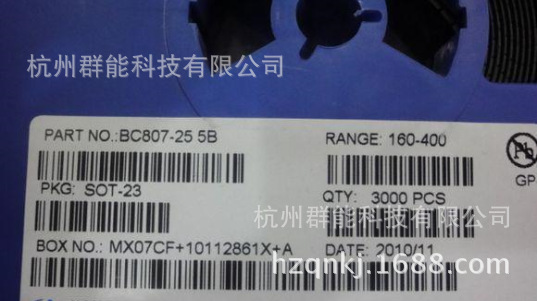 杭州群能科技有限公司
PART NO.:BC807-25 5B
RANGE: 160-400
PKG: SOT-23
QTY: 3000 PCS
GP
杭州群能科技有限公司
BOX NO.: MX07CF+10112861X+A
DATE: 2010/11
hzqnkj.1688.com